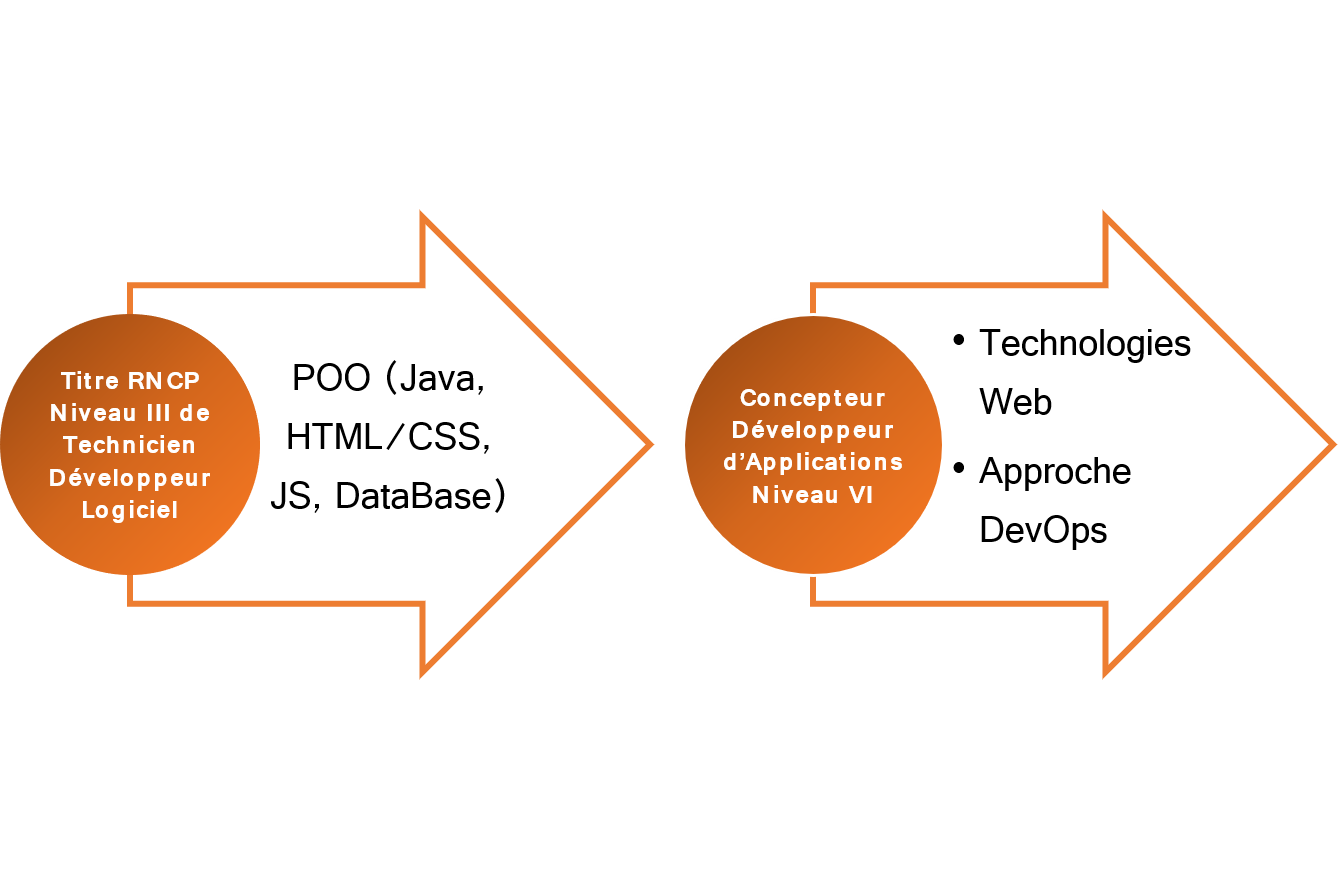 Titre RNCP
Niveau III de
Technicien
Développeur
Logiciel
POO (Java,
HTML/CSS,
JS, DataBase)
Concepteur
Développeur
d’Applications
Niveau VI
• Technologies
Web
• Approche
DevOps